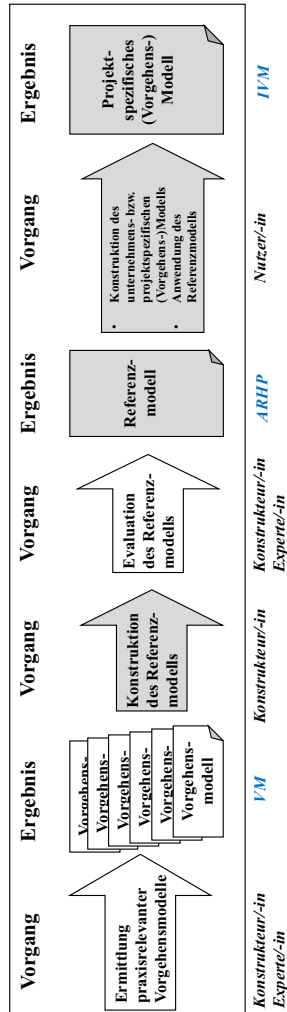 Vorgang
Ergebnis
Vorgang
Vorgang
Ergebnis
Vorgang
Ergebnis
Ermittlung
praxisrelevanter
Vorgehensmodelle
Vorgehens-
Vorgehens-
Vorgehens-
Vorgehens-
Vorgehens-
Vorgehens-
modell
Konstruktion
des Referenz-
modells
Evaluation
des Referenz-
modells
Referenz-
modell
• Konstruktion des
unternehmens- bzw.
projektspezifischen
(Vorgehens-)Modells
• Anwendung des
Referenzmodells
Projekt-
spezifisches
(Vorgehens-)
Modell
Konstrukteur/-in
Experte/-in
VM
Konstrukteur/-in
Konstrukteur/-in
Experte/-in
ARHP
Nutzer/-in
IVM